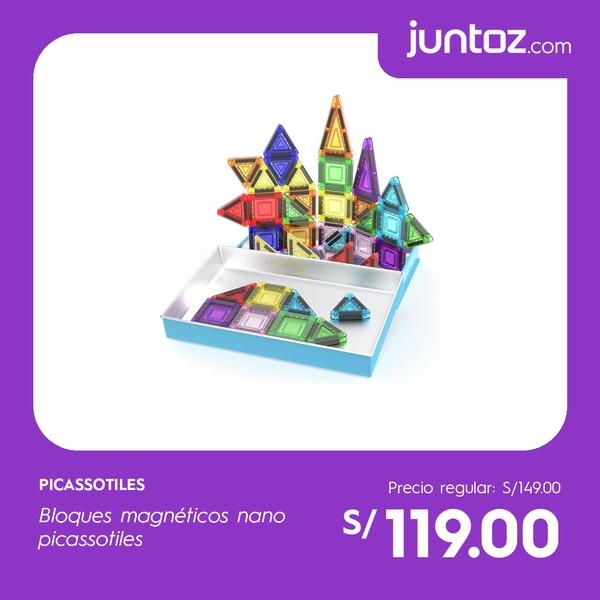 juntoz.com
PICASSOTILES
Bloques magnéticos nano
picassotiles
Precio regular: S/149.00
S/119.00